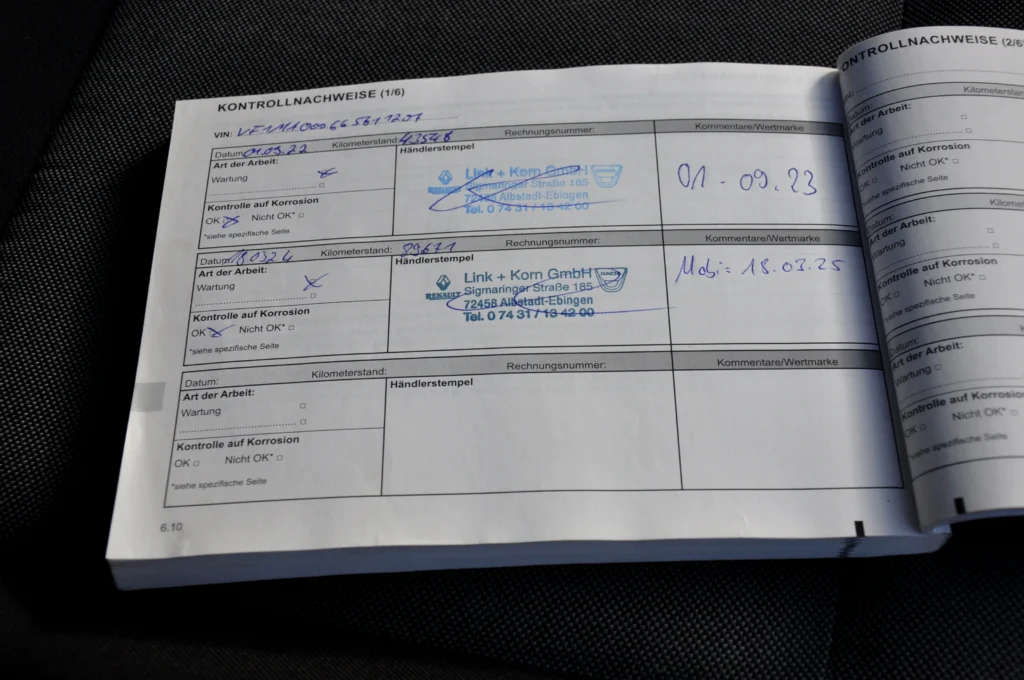 KONTROLLNACHWEISE (1/6)
VIN:
Datum: 01.09.22 Kilometerstand: 43548 Rechnungsnummer: Kommentare/Wertmarke
Art der Arbeit: Händlerstempel
Wartung
Link + Korn GmbH
RENAULT Sigmaringer Straße 185
72458 Albstadt-Ebingen
Tel. 0 74 31 / 13 42 00
01-09.23
Kontrolle auf Korrosion
OK Nicht OK*
*siehe spezifische Seite
Datum: 18.03.24 Kilometerstand: Rechnungsnummer: Kommentare/Wertmarke
Art der Arbeit: Händlerstempel
Wartung
Link + Korn GmbH
RENAULT Sigmaringer Straße 185 DACIA
72458 Albstadt-Ebingen
Tel. 0 74 31 / 13 42 00
Mobi: 18.03.25
Kontrolle auf Korrosion
OK Nicht OK*
*siehe spezifische Seite
Datum: Kilometerstand: Rechnungsnummer: Kommentare/Wertmarke
Art der Arbeit: Händlerstempel
Wartung
Kontrolle auf Korrosion
OK Nicht OK*
*siehe spezifische Seite
6.10
ONTROLLNACHWEISE (2/6)
VIN:
Datum: Kilometerstand
Art der Arbeit:
Wartung
Kontrolle auf Korrosion
OK Nicht OK*
*siehe spezifische Seite
Datum: Kilomete
Art der Arbeit:
Wartung
Kontrolle auf Korrosion
OK Nicht OK*
*siehe spezifische Seite
Datum:
Art der Arbeit:
Wartung
Kontrolle auf Korrosion
OK Nicht OK*
*siehe spezifische Seite